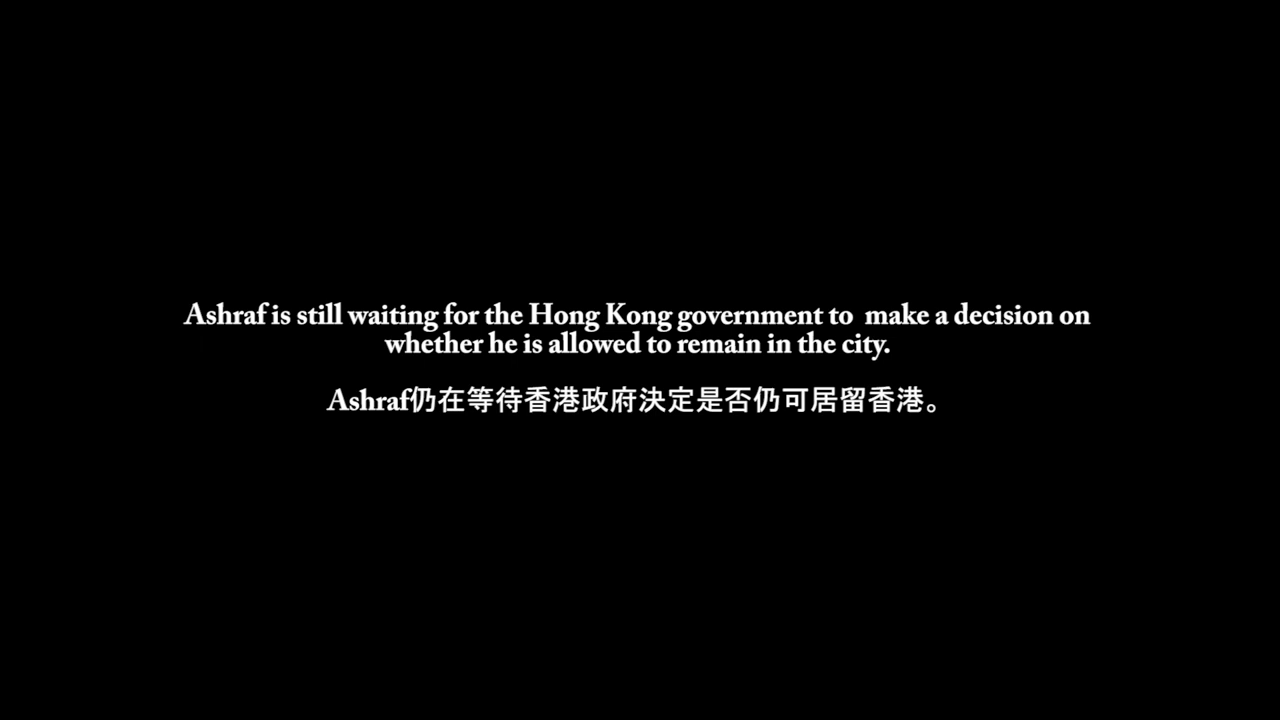 Ashraf is still waiting for the Hong Kong government to  make a decision on
whether he is allowed to remain in the city.
Ashraf仍在等待香港政府決定是否仍可居留香港。